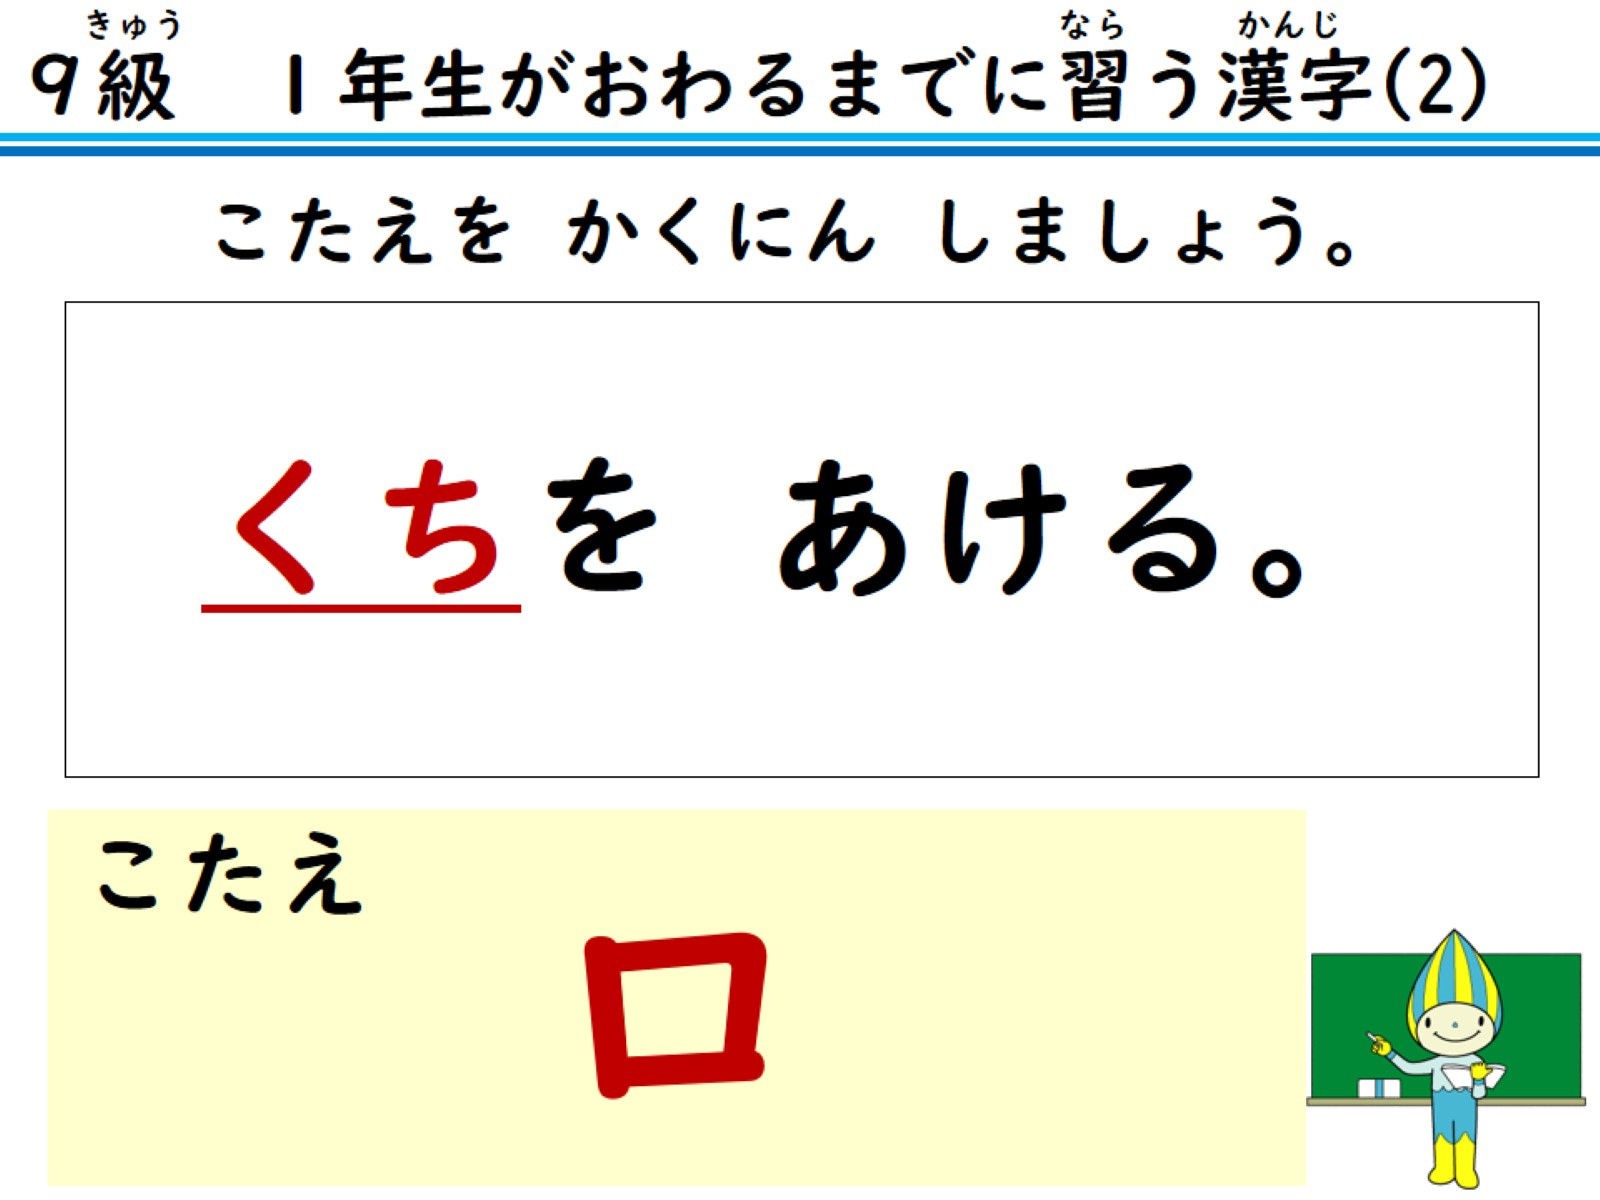 きゅう なら かんじ
9級 1年生がおわるまでに習う漢字(2)
こたえを かくにん しましょう。
くちを あける。
こたえ
口